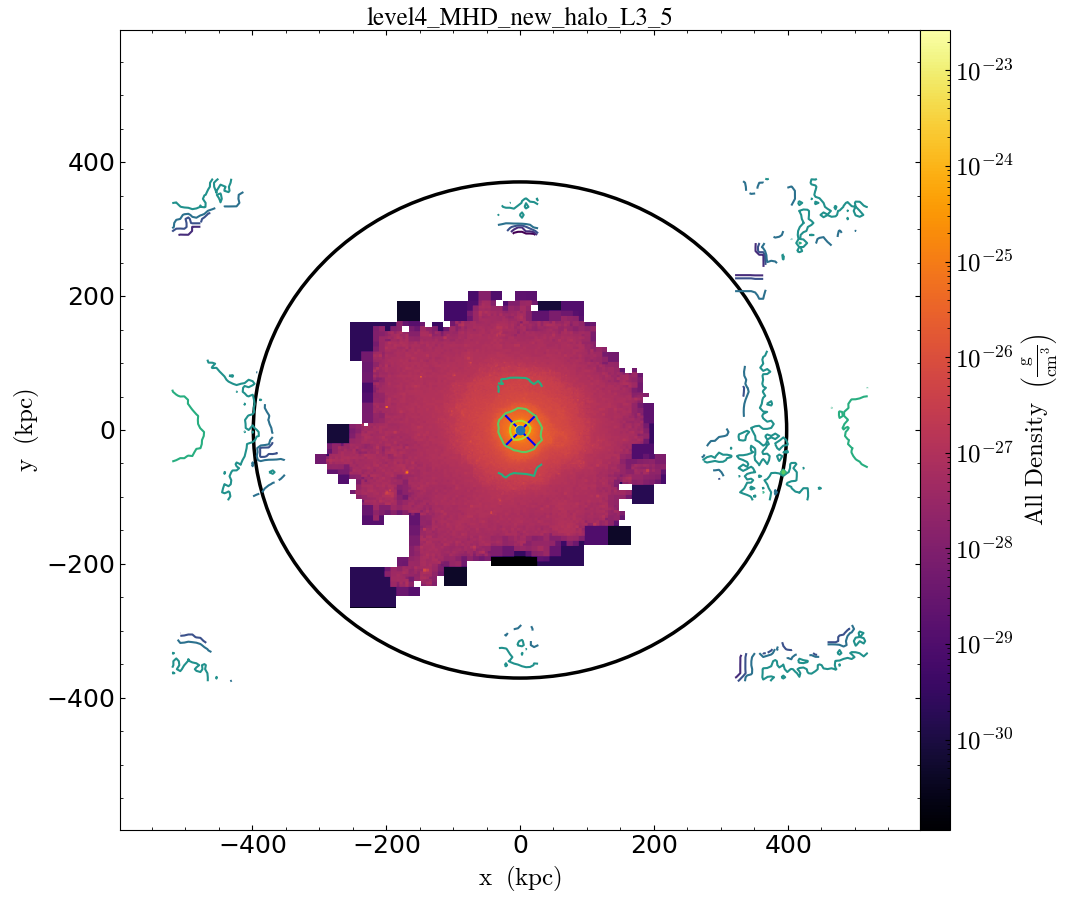 level4_MHD_new_halo_L3_5
400
200
0
−200
−400
y (kpc)
−400 −200 0 200 400
x (kpc)
10⁻²³
10⁻²⁴
10⁻²⁵
10⁻²⁶
10⁻²⁷
10⁻²⁸
10⁻²⁹
10⁻³⁰
All Density (g/cm³)